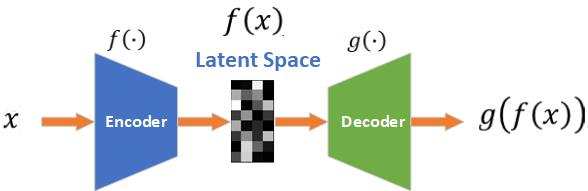 f(x)
f(·)
g(·)
Latent Space
x
Encoder
Decoder
g(f(x))